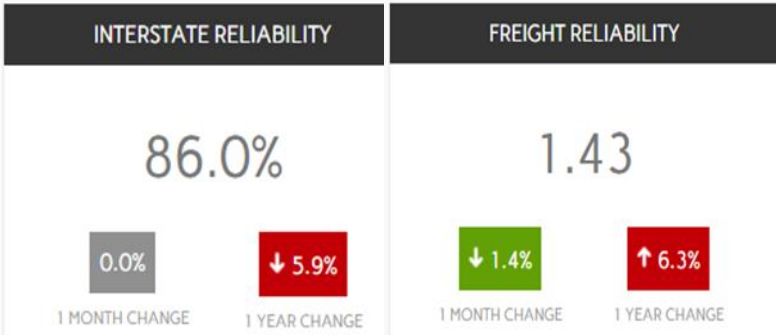 INTERSTATE RELIABILITY
86.0%
0.0%
↓ 5.9%
1 MONTH CHANGE
1 YEAR CHANGE
FREIGHT RELIABILITY
1.43
↓ 1.4%
↑ 6.3%
1 MONTH CHANGE
1 YEAR CHANGE